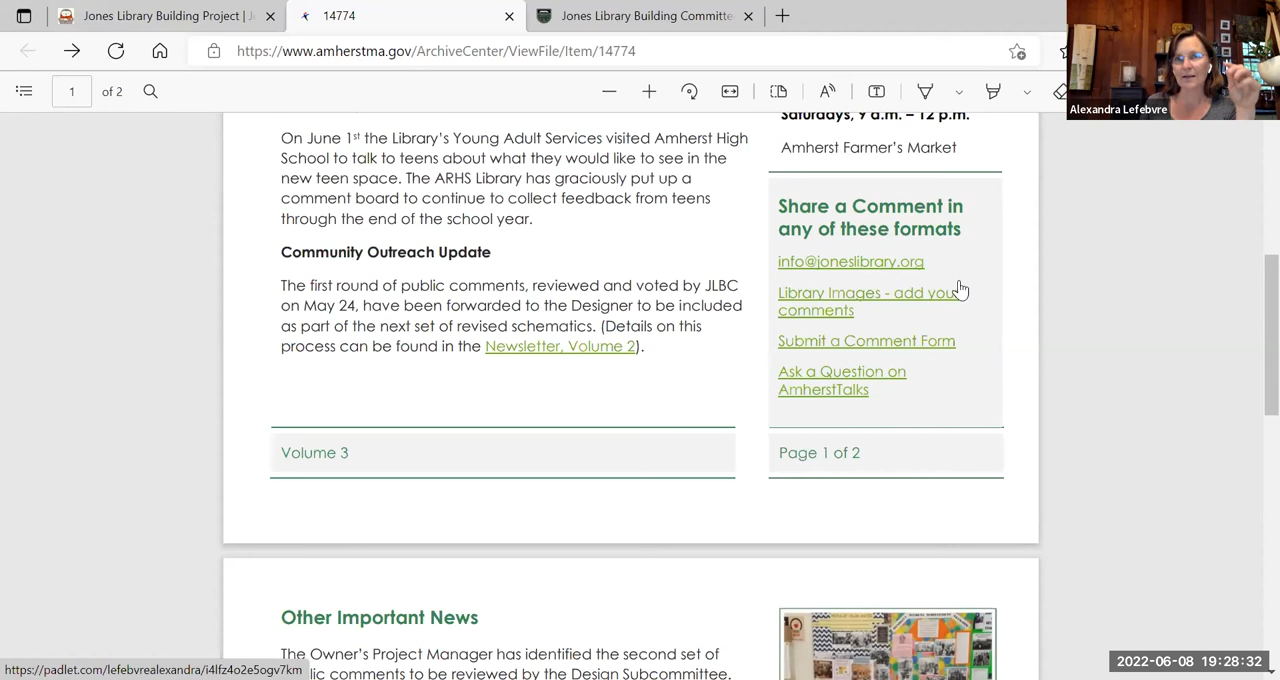 Jones Library Building Project | J
14774
Jones Library Building Committe
https://www.amherstma.gov/ArchiveCenter/ViewFile/Item/14774
1 of 2
Alexandra Lefebvre
Saturdays, 9 a.m. – 12 p.m.
Amherst Farmer's Market
On June 1st the Library's Young Adult Services visited Amherst High
School to talk to teens about what they would like to see in the
new teen space. The ARHS Library has graciously put up a
comment board to continue to collect feedback from teens
through the end of the school year.
Community Outreach Update
The first round of public comments, reviewed and voted by JLBC
on May 24, have been forwarded to the Designer to be included
as part of the next set of revised schematics. (Details on this
process can be found in the Newsletter, Volume 2).
Share a Comment in
any of these formats
info@joneslibrary.org
Library Images - add you
comments
Submit a Comment Form
Ask a Question on
AmherstTalks
Volume 3
Page 1 of 2
Other Important News
The Owner's Project Manager has identified the second set of
lic comments to be reviewed by the Design Subcommittee.
https://padlet.com/lefebvrealexandra/i4lfz4o2e5ogv7km
2022-06-08 19:28:32